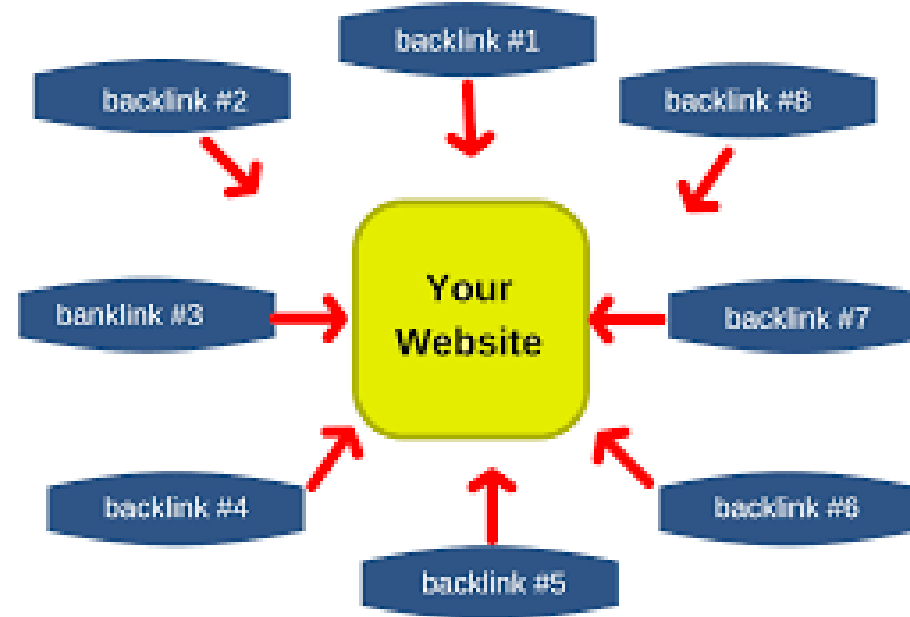 backlink #1
backlink #2
backlink #8
Your
Website
banklink #3
backlink #7
backlink #4
backlink #6
backlink #5